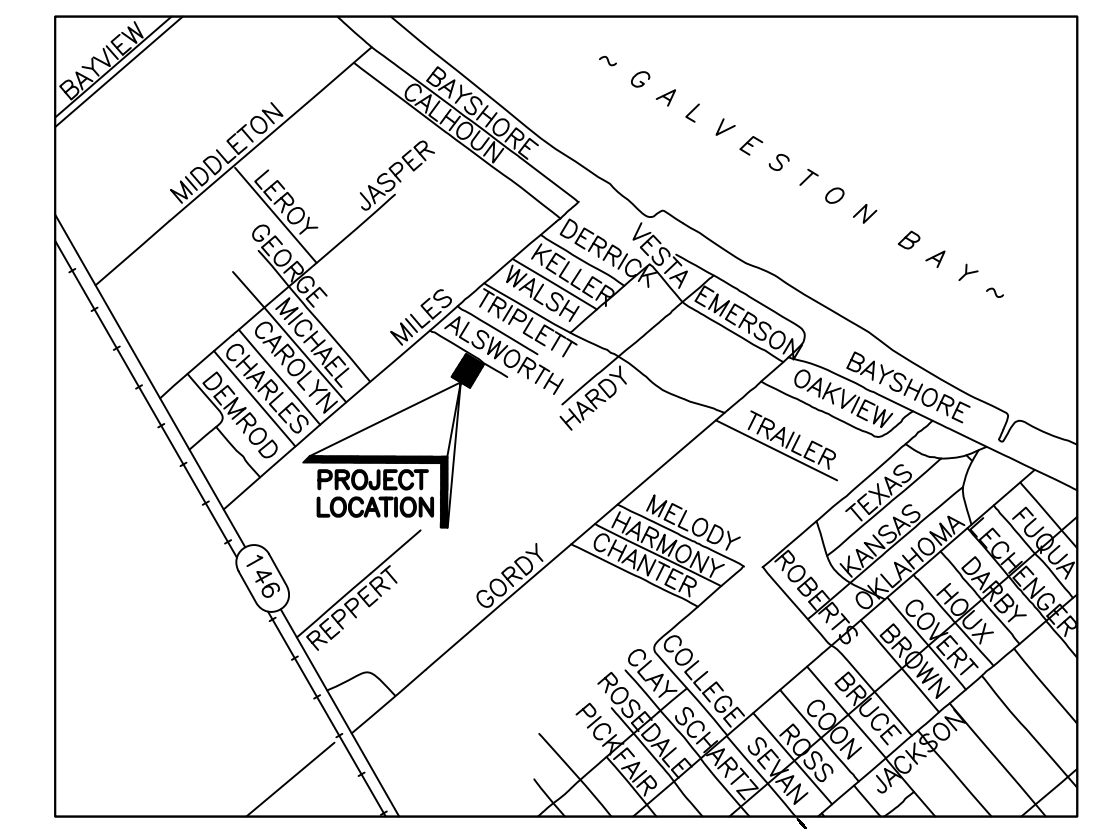 BAYVIEW
~ GALVESTON BAY ~
BAYSHORE
CALHOUN
MIDDLETON
JASPER
LEROY
GEORGE
VESTA
DERRICK
KELLER
WALSH
TRIPLETT
ALSWORTH
MILES
EMERSON
MICHAEL
CAROLYN
CHARLES
DEMROD
HARDY
BAYSHORE
OAKVIEW
TRAILER
PROJECT
LOCATION
TEXAS
KANSAS
OKLAHOMA
FUQUA
ECHENGER
DARBY
HOUX
COVERT
BROWN
MELODY
HARMONY
CHANTER
ROBERTS
GORDY
146
REPPERT
COLLEGE
CLAY
ROSEDALE
PICKFAIR
SCHARTZ
SEVAN
ROSS
COON
BRUCE
JACKSON